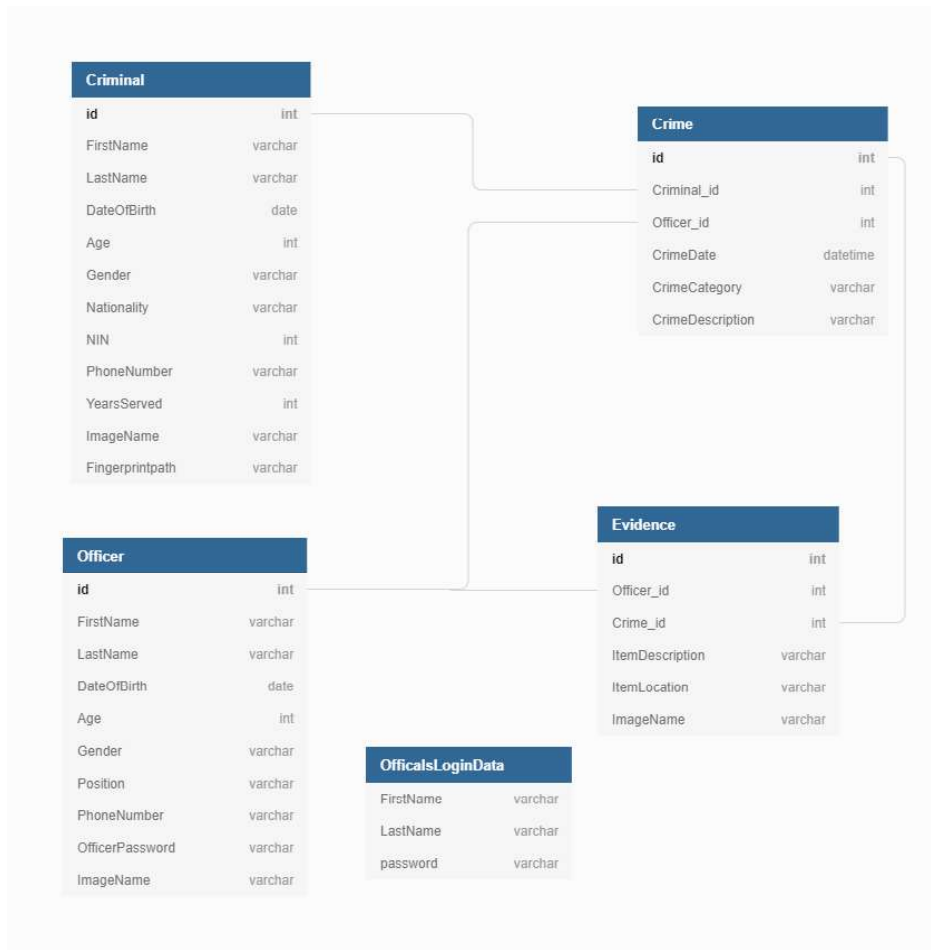 Criminal
id int
FirstName varchar
LastName varchar
DateOfBirth date
Age int
Gender varchar
Nationality varchar
NIN int
PhoneNumber varchar
YearsServed int
ImageName varchar
Fingerprintpath varchar
Crime
id int
Criminal_id int
Officer_id int
CrimeDate datetime
CrimeCategory varchar
CrimeDescription varchar
Officer
id int
FirstName varchar
LastName varchar
DateOfBirth date
Age int
Gender varchar
Position varchar
PhoneNumber varchar
OfficerPassword varchar
ImageName varchar
Evidence
id int
Officer_id int
Crime_id int
ItemDescription varchar
ItemLocation varchar
ImageName varchar
OfficalsLoginData
FirstName varchar
LastName varchar
password varchar